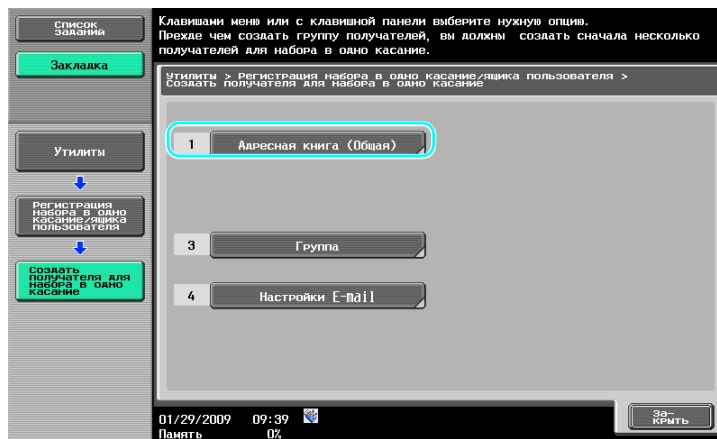 Список
заданий
Клавишами меню или с клавишной панели выберите нужную опцию.
Прежде чем создать группу получателей, вы должны создать сначала несколько
получателей для набора в одно касание.
Закладка
Утилиты > Регистрация набора в одно касание/ящика пользователя >
Создать получателя для набора в одно касание
1 Адресная книга (Общая)
Утилиты
Регистрация
набора в одно
касание/ящика
пользователя
3 Группа
Создать
получателя для
набора в одно
касание
4 Настройки E-mail
01/29/2009 09:39
Память 0%
За-
крыть